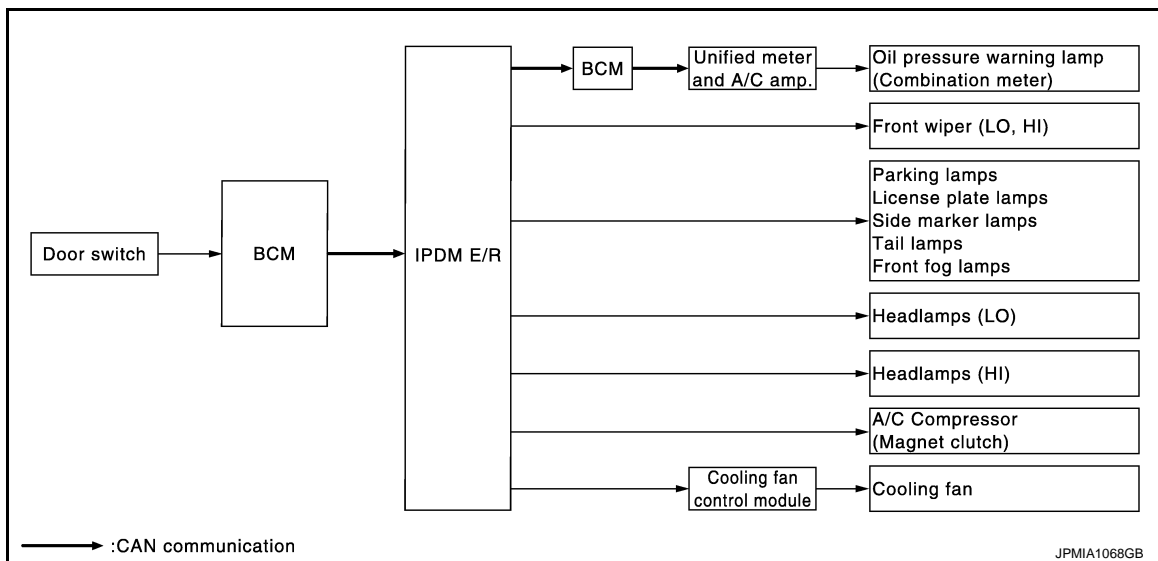 Door switch
BCM
IPDM E/R
BCM
Unified meter
and A/C amp.
Oil pressure warning lamp
(Combination meter)
Front wiper (LO, HI)
Parking lamps
License plate lamps
Side marker lamps
Tail lamps
Front fog lamps
Headlamps (LO)
Headlamps (HI)
A/C Compressor
(Magnet clutch)
Cooling fan
control module
Cooling fan
:CAN communication
JPMIA1068GB